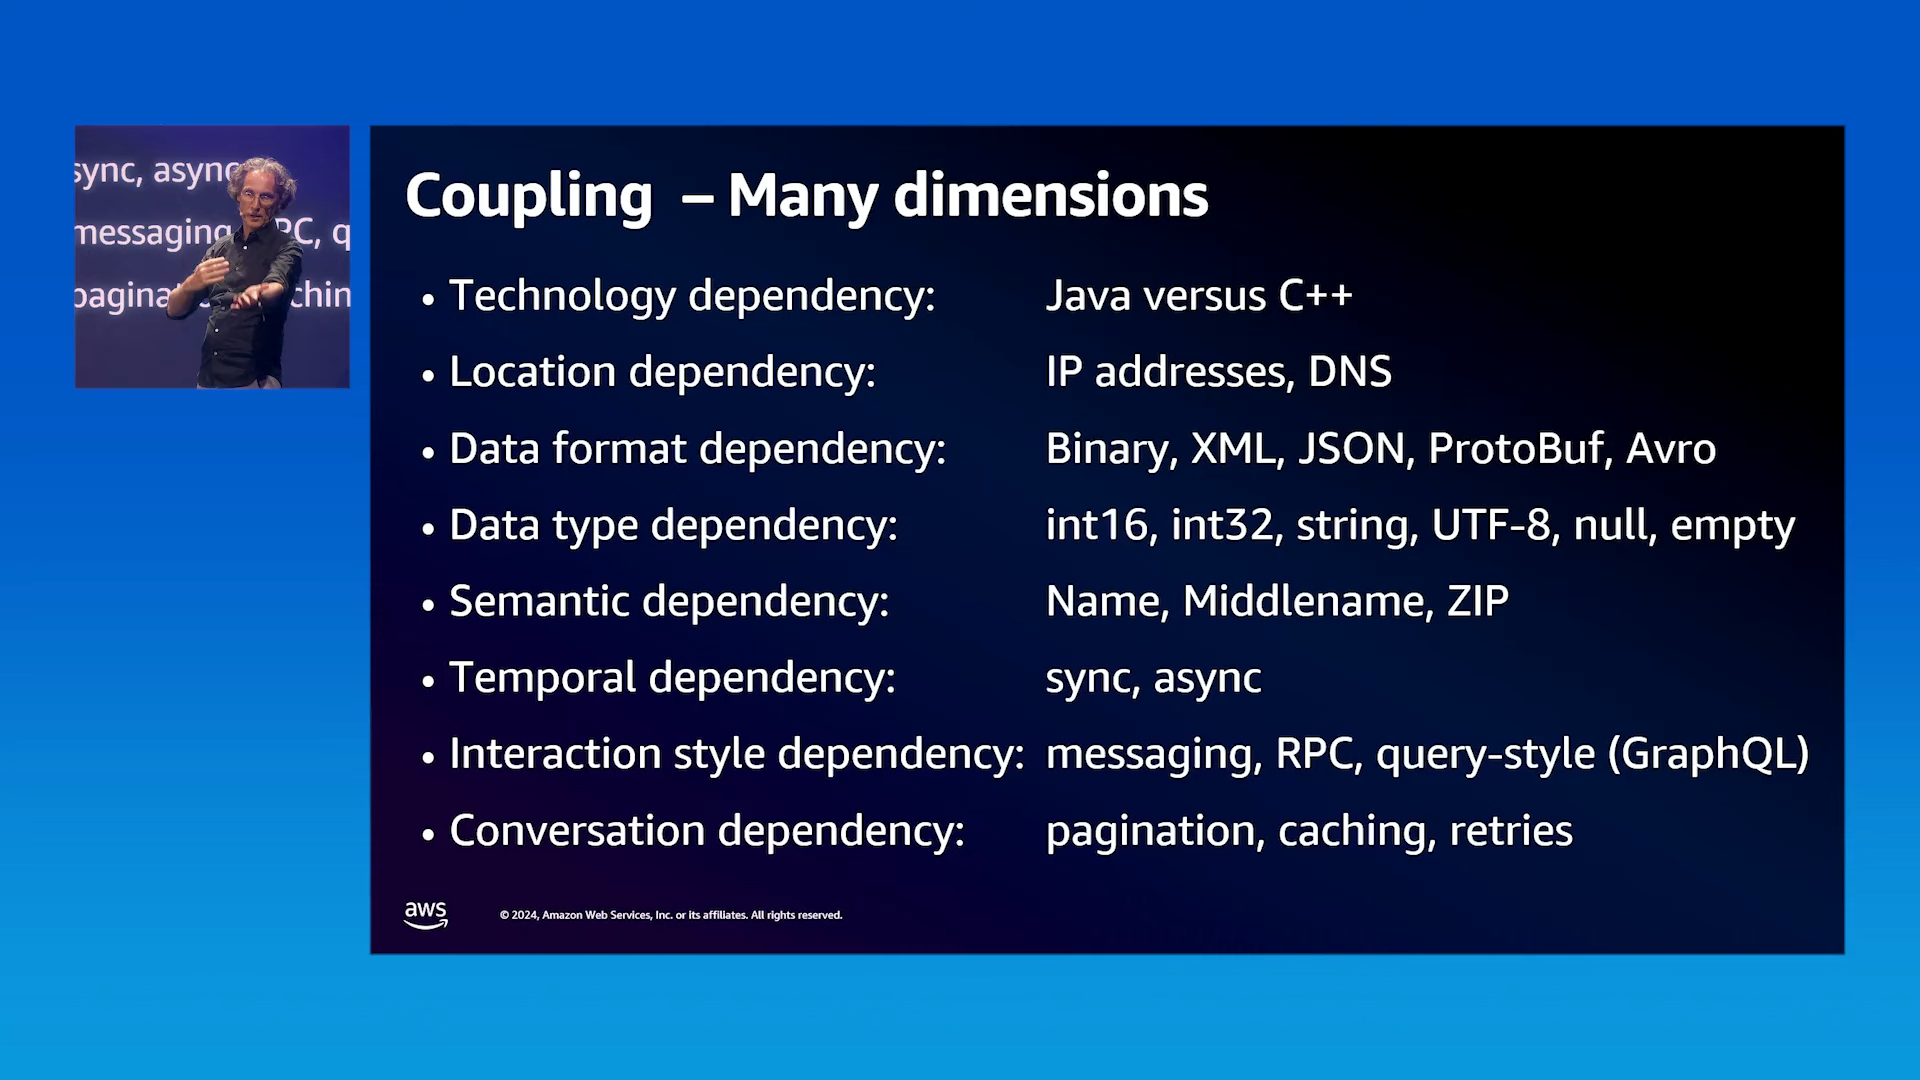 sync, async
messaging PC, q
pagina chin
Coupling – Many dimensions
• Technology dependency: Java versus C++
• Location dependency: IP addresses, DNS
• Data format dependency: Binary, XML, JSON, ProtoBuf, Avro
• Data type dependency: int16, int32, string, UTF-8, null, empty
• Semantic dependency: Name, Middlename, ZIP
• Temporal dependency: sync, async
• Interaction style dependency: messaging, RPC, query-style (GraphQL)
• Conversation dependency: pagination, caching, retries
aws
© 2024, Amazon Web Services, Inc. or its affiliates. All rights reserved.